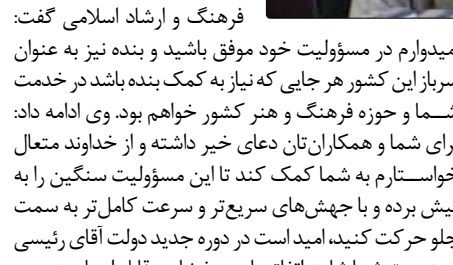 فرهنگ و ارشاد اسلامی گفت:
میدوارم در مسؤولیت خود موفق باشید و بنده نیز به عنوان
سرباز این کشور هر جایی که نیاز به کمک بنده باشد در خدمت
شـما و حوزه فرهنگ و هنر کشور خواهم بود. وی ادامه داد:
رای شما و همکاران‌تان دعای خیر داشته و از خداوند متعال
خواسـتارم به شما کمک کند تا این مسؤولیت سنگین را به
پیش برده و با جهش‌های سریع‌تر و سرعت کامل‌تر به سمت
جلو حرکت کنید، امید است در دوره جدید دولت آقای رئیسی